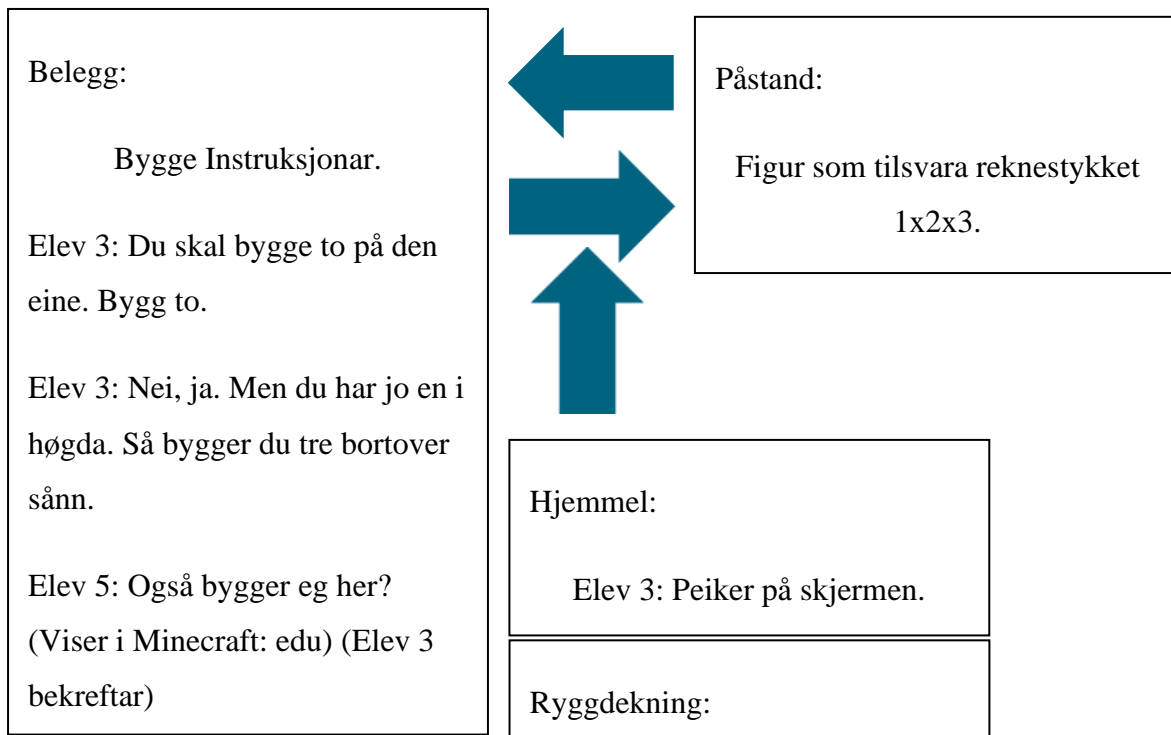 Belegg:
Bygge Instruksjonar.
Elev 3: Du skal bygge to på den
eine. Bygg to.
Elev 3: Nei, ja. Men du har jo en i
høgda. Så bygger du tre bortover
sånn.
Elev 5: Også bygger eg her?
(Viser i Minecraft: edu) (Elev 3
bekreftar)
Påstand:
Figur som tilsvara reknestykket
1x2x3.
Hjemmel:
Elev 3: Peiker på skjermen.
Ryggdekning: